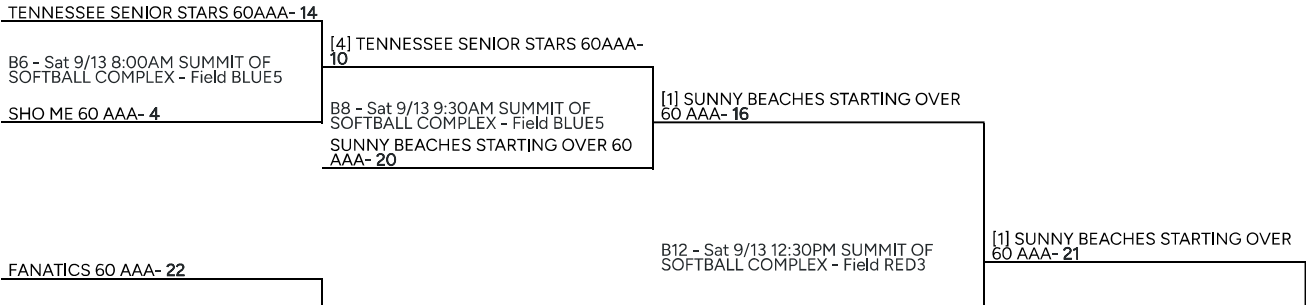 TENNESSEE SENIOR STARS 60AAA- 14
B6 - Sat 9/13 8:00AM SUMMIT OF
SOFTBALL COMPLEX - Field BLUE5
SHO ME 60 AAA- 4
[4] TENNESSEE SENIOR STARS 60AAA-
10
B8 - Sat 9/13 9:30AM SUMMIT OF
SOFTBALL COMPLEX - Field BLUE5
SUNNY BEACHES STARTING OVER 60
AAA- 20
[1] SUNNY BEACHES STARTING OVER
60 AAA- 16
FANATICS 60 AAA- 22
B12 - Sat 9/13 12:30PM SUMMIT OF
SOFTBALL COMPLEX - Field RED3
[1] SUNNY BEACHES STARTING OVER
60 AAA- 21